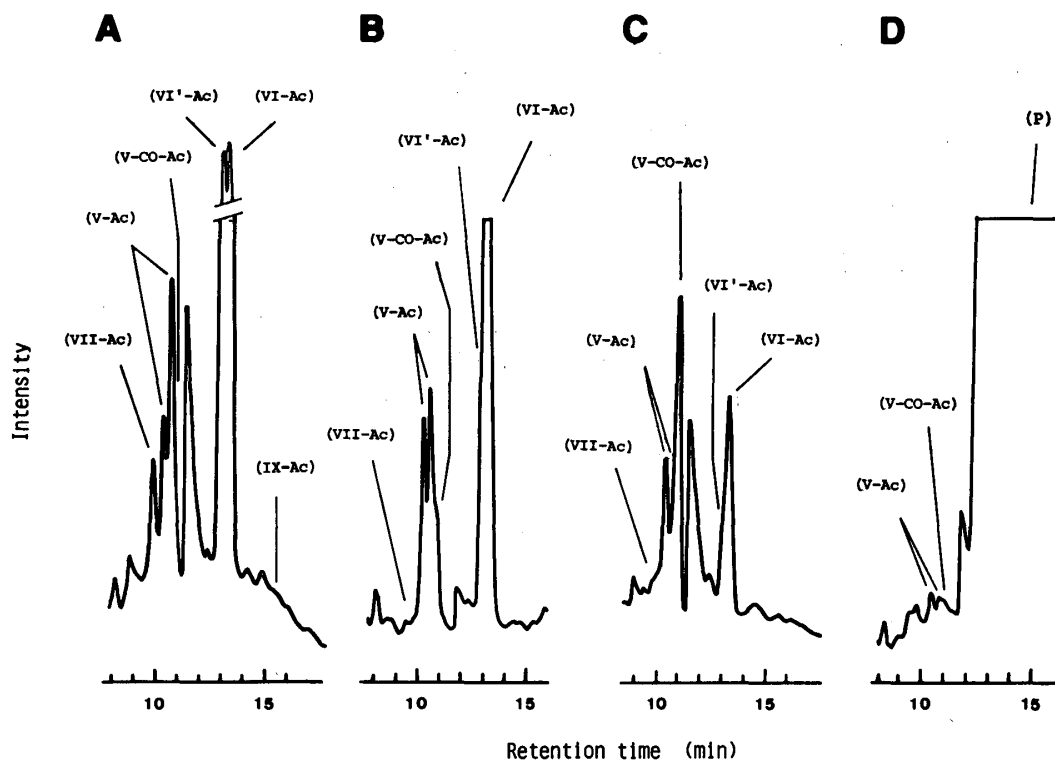 A
B
C
D
(VI'-Ac)
(VI-Ac)
(V-CO-Ac)
(V-Ac)
(VII-Ac)
(IX-Ac)
(VI-Ac)
(VI'-Ac)
(V-CO-Ac)
(V-Ac)
(VII-Ac)
(V-CO-Ac)
(VI'-Ac)
(V-Ac)
(VI-Ac)
(VII-Ac)
(P)
(V-CO-Ac)
(V-Ac)
Intensity
10
15
10
15
10
15
10
15
Retention time (min)